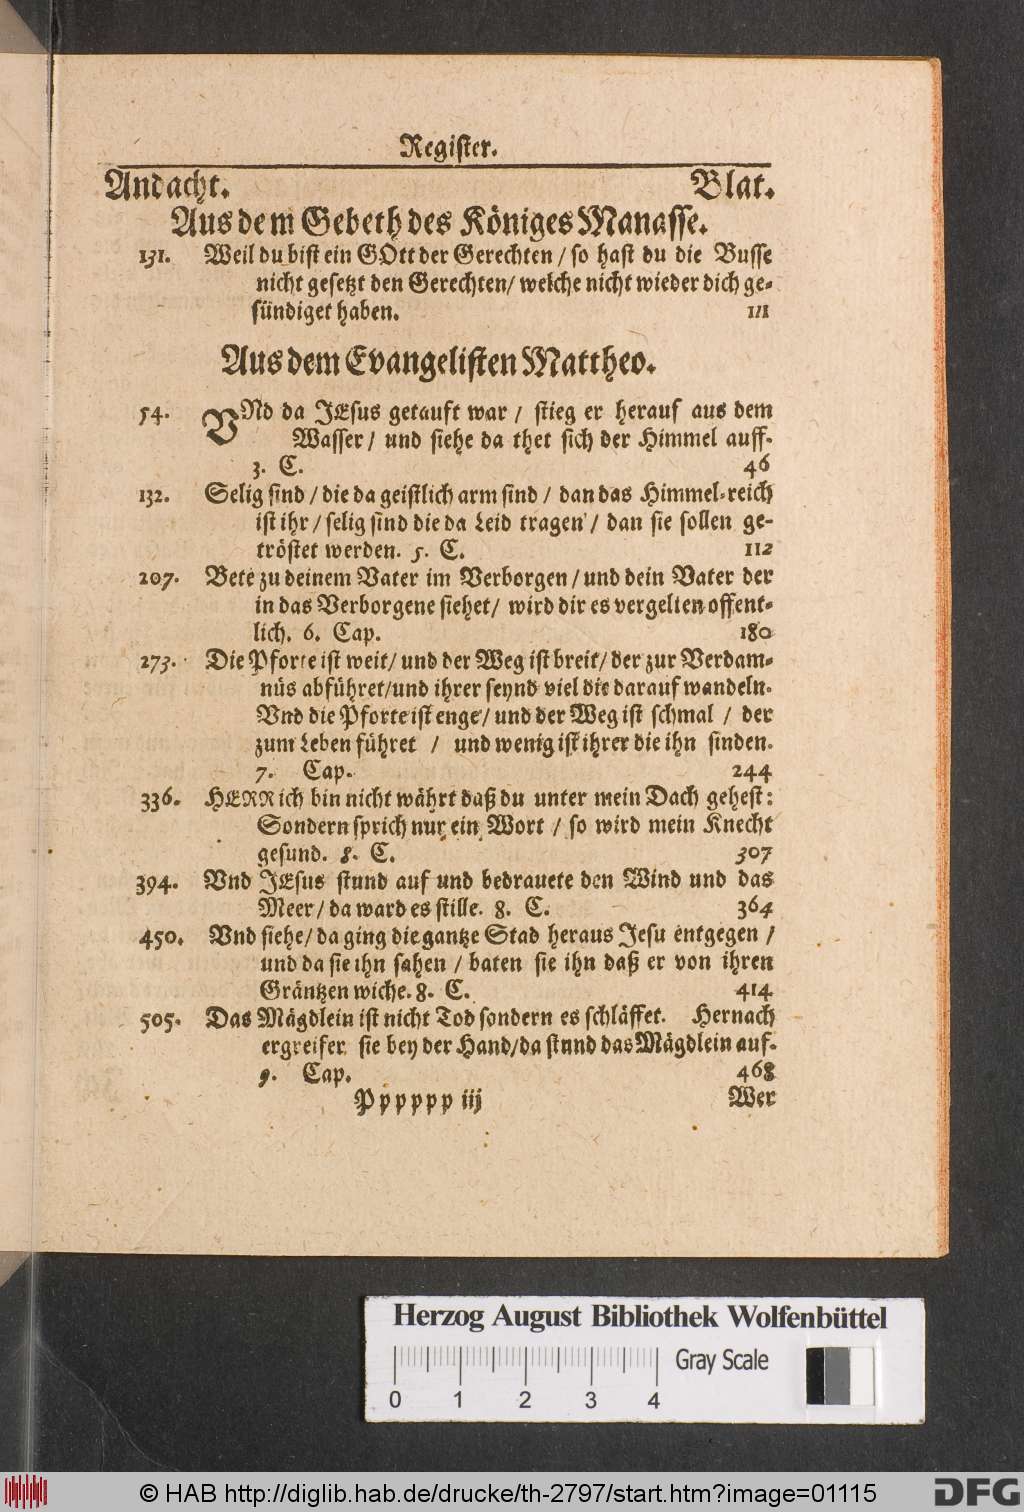 Register.
Andacht. Blat.
Aus dem Gebeth des Königes Manasse.
131. Weil du bist ein GOtt der Gerechten / so hast du die Busse
nicht gesetzt den Gerechten / welche nicht wieder dich ge-
sündiget haben. 111
Aus dem Evangelisten Mattheo.
54. VNd da JEsus getauft war / stieg er herauf aus dem
Wasser / und siehe da thet sich der Himmel auff.
3. C. 46
132. Selig sind / die da geistlich arm sind / dan das Himmel-reich
ist ihr / selig sind die da Leid tragen / dan sie sollen ge-
tröstet werden. 5. C. 112
207. Bete zu deinem Vater im Verborgen / und dein Vater der
in das Verborgene siehet / wird dir es vergelten offent-
lich. 6. Cap. 180
273. Die Pforte ist weit / und der Weg ist breit / der zur Verdam-
nüs abführet / und ihrer seynd viel die darauf wandeln.
Vnd die Pforte ist enge / und der Weg ist schmal / der
zum Leben führet / und wenig ist ihrer die ihn finden.
7. Cap. 244
336. HERR ich bin nicht währt daß du unter mein Dach gehest:
Sondern sprich nur ein Wort / so wird mein Knecht
gesund. 8. C. 307
394. Vnd JEsus stund auf und bedrauete den Wind und das
Meer / da ward es stille. 8. C. 364
450. Vnd siehe / da ging die gantze Stad heraus Jesu entgegen /
und da sie ihn sahen / baten sie ihn daß er von ihren
Gräntzen wiche. 8. C. 414
505. Das Mägdlein ist nicht Tod sondern es schläffet. Hernach
ergreifer sie bey der Hand / da stund das Mägdlein auf.
9. Cap. 468
Pppppp iij Wer
Herzog August Bibliothek Wolfenbüttel
Gray Scale
0 1 2 3 4
© HAB http://diglib.hab.de/drucke/th-2797/start.htm?image=01115
DFG